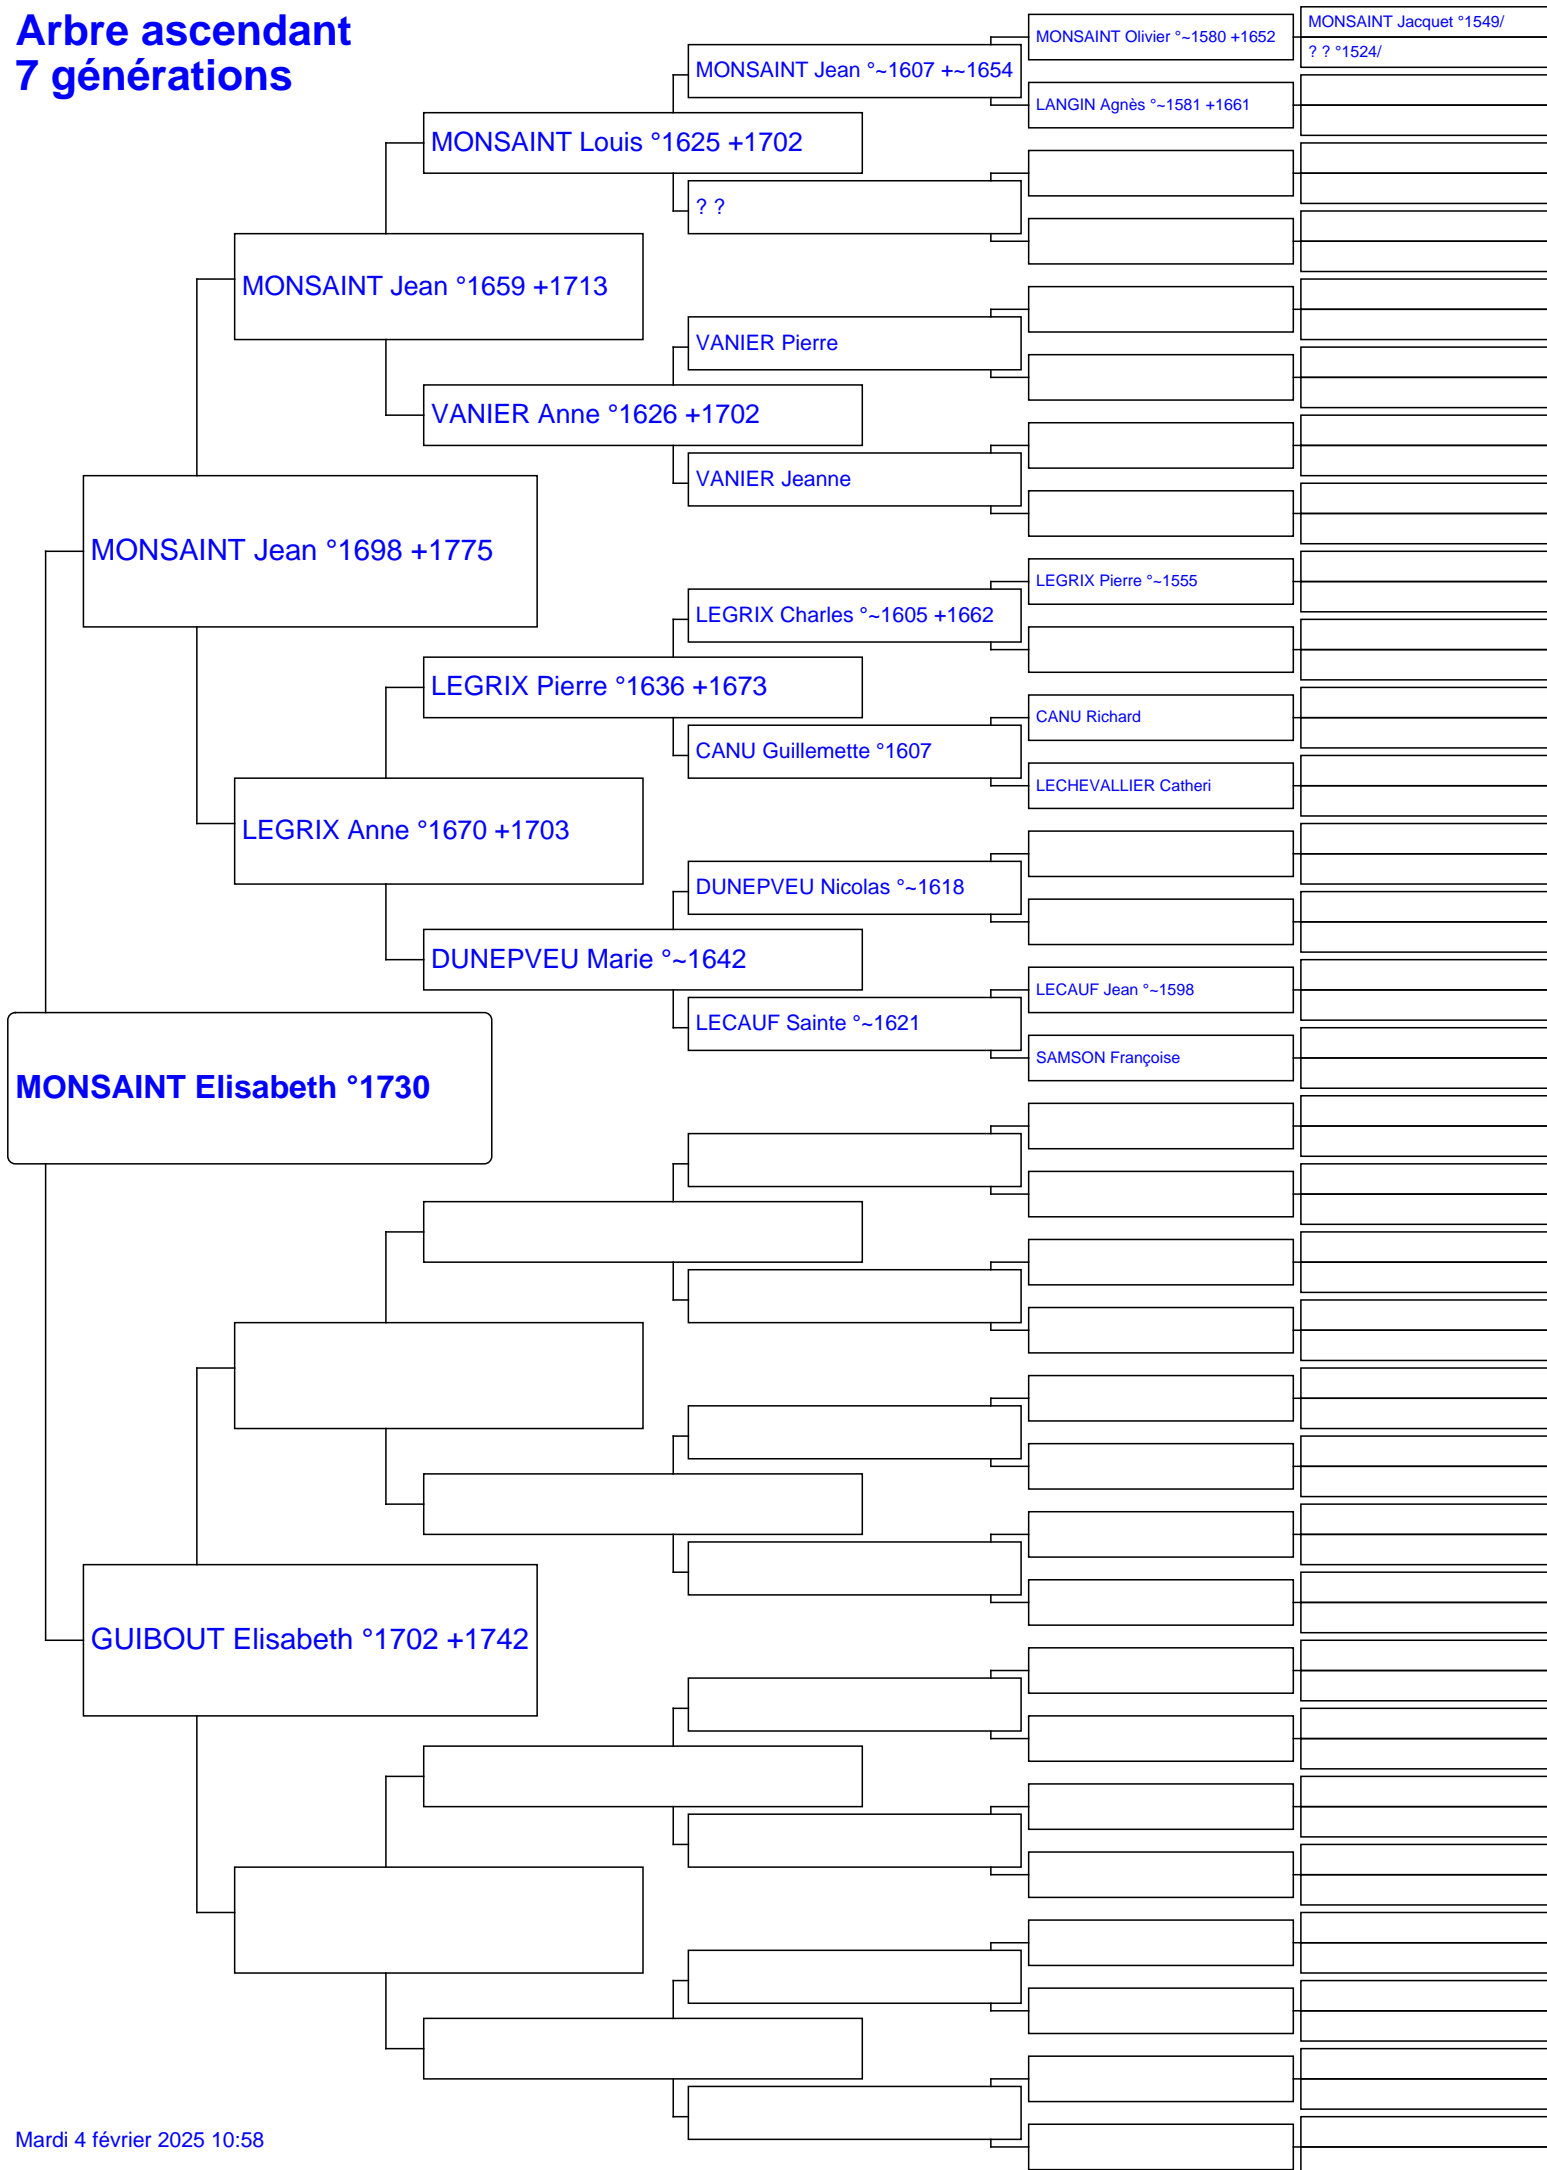 Arbre ascendant
7 générations
MONSAINT Elisabeth °1730
MONSAINT Jean °1698 +1775
GUIBOUT Elisabeth °1702 +1742
MONSAINT Jean °1659 +1713
LEGRIX Anne °1670 +1703
MONSAINT Louis °1625 +1702
VANIER Anne °1626 +1702
LEGRIX Pierre °1636 +1673
DUNEPVEU Marie °~1642
MONSAINT Jean °~1607 +~1654
? ?
VANIER Pierre
VANIER Jeanne
LEGRIX Charles °~1605 +1662
CANU Guillemette °1607
DUNEPVEU Nicolas °~1618
LECAUF Sainte °~1621
MONSAINT Olivier °~1580 +1652
LANGIN Agnès °~1581 +1661
LEGRIX Pierre °~1555
CANU Richard
LECHEVALLIER Catheri
LECAUF Jean °~1598
SAMSON Françoise
MONSAINT Jacquet °1549/
? ? °1524/
Mardi 4 février 2025 10:58